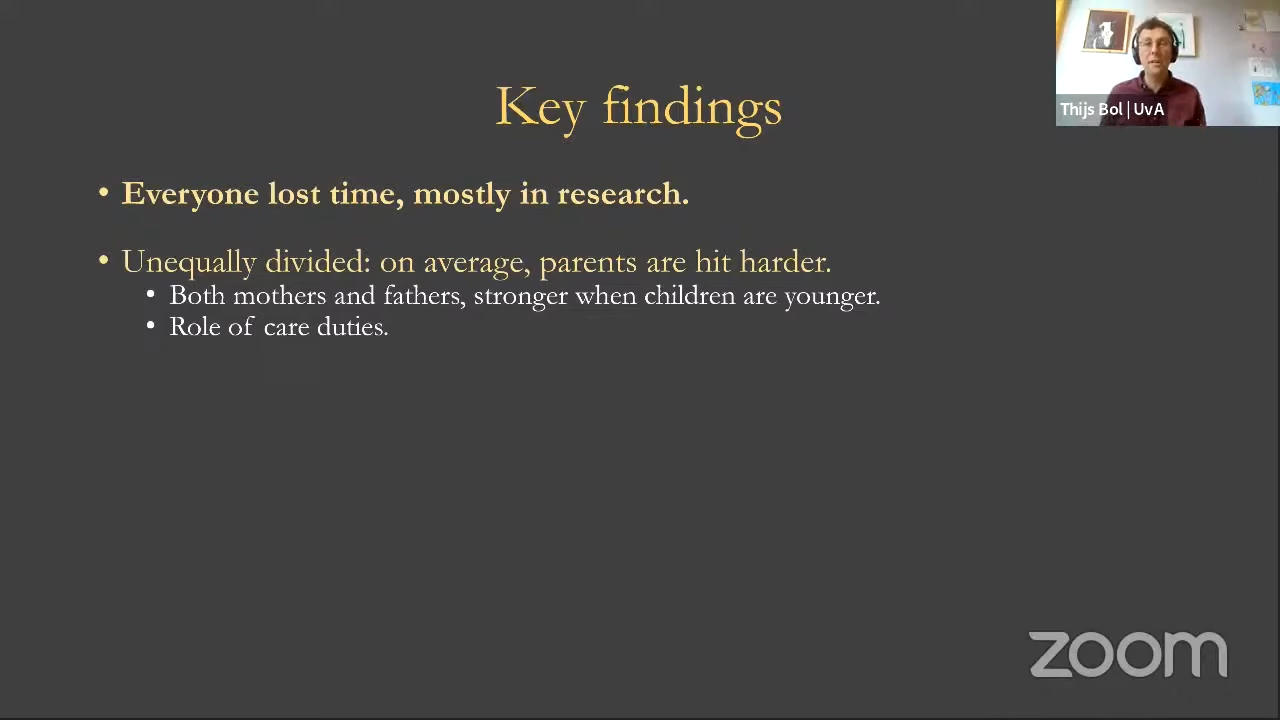 Key findings
Thijs Bol | UvA
• Everyone lost time, mostly in research.
• Unequally divided: on average, parents are hit harder.
• Both mothers and fathers, stronger when children are younger.
• Role of care duties.
zoom